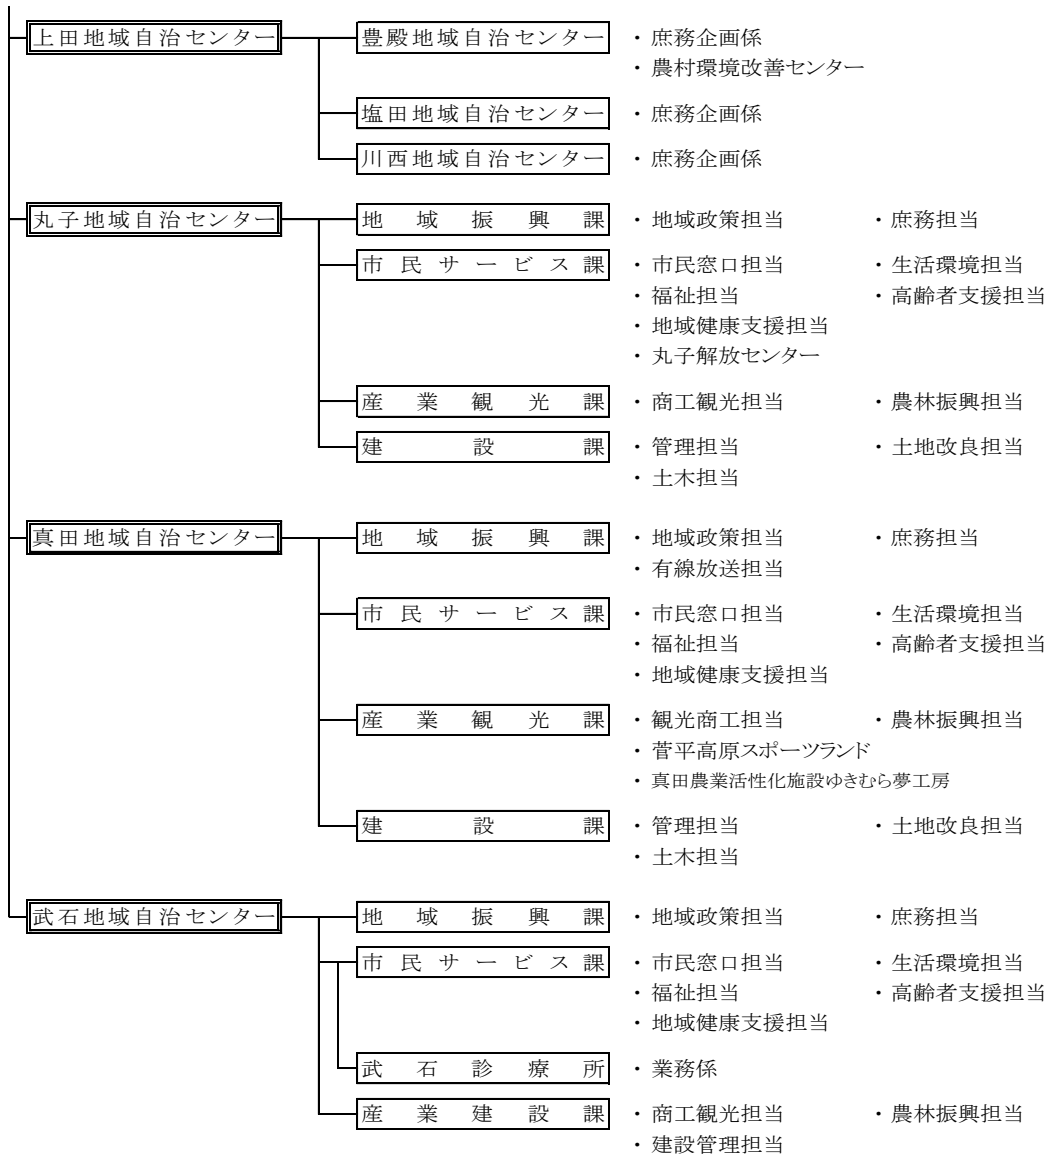 上田地域自治センター 豊殿地域自治センター ・庶務企画係
・農村環境改善センター
塩田地域自治センター ・庶務企画係
川西地域自治センター ・庶務企画係
丸子地域自治センター 地域振興課 ・地域政策担当 ・庶務担当
市民サービス課 ・市民窓口担当 ・生活環境担当
・福祉担当 ・高齢者支援担当
・地域健康支援担当
・丸子解放センター
産業観光課 ・商工観光担当 ・農林振興担当
建設課 ・管理担当 ・土地改良担当
・土木担当
真田地域自治センター 地域振興課 ・地域政策担当 ・庶務担当
・有線放送担当
市民サービス課 ・市民窓口担当 ・生活環境担当
・福祉担当 ・高齢者支援担当
・地域健康支援担当
産業観光課 ・観光商工担当 ・農林振興担当
・菅平高原スポーツランド
・真田農業活性化施設ゆきむら夢工房
建設課 ・管理担当 ・土地改良担当
・土木担当
武石地域自治センター 地域振興課 ・地域政策担当 ・庶務担当
市民サービス課 ・市民窓口担当 ・生活環境担当
・福祉担当 ・高齢者支援担当
・地域健康支援担当
武石診療所 ・業務係
産業建設課 ・商工観光担当 ・農林振興担当
・建設管理担当